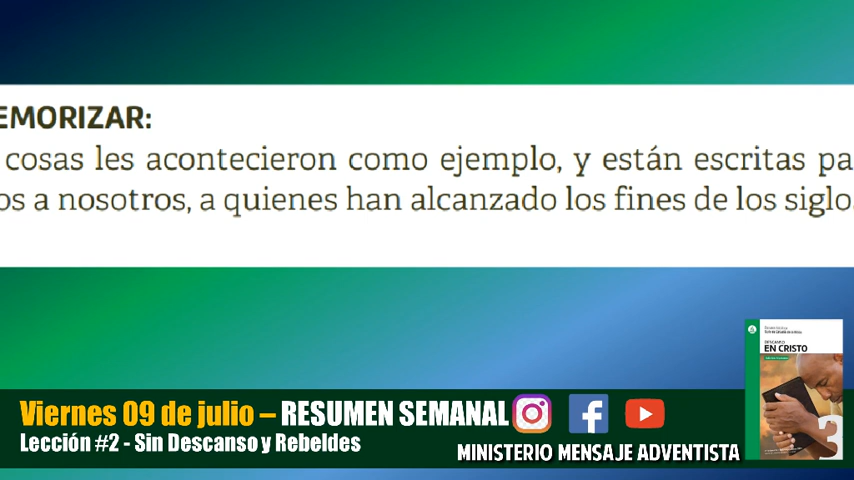 EMORIZAR:
cosas les acontecieron como ejemplo, y están escritas pa
os a nosotros, a quienes han alcanzado los fines de los siglo
Viernes 09 de julio – RESUMEN SEMANAL
Lección #2 - Sin Descanso y Rebeldes
MINISTERIO MENSAJE ADVENTISTA
EN CRISTO
3